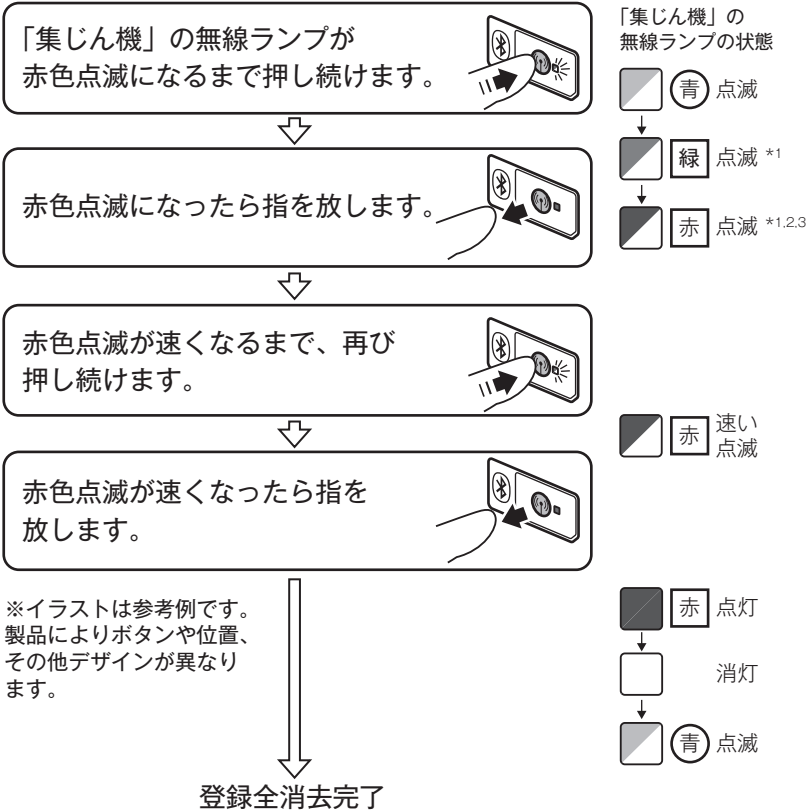 「集じん機」の無線ランプが
赤色点滅になるまで押し続けます。
赤色点滅になったら指を放します。
赤色点滅が速くなるまで、再び
押し続けます。
赤色点滅が速くなったら指を
放します。
※イラストは参考例です。
製品によりボタンや位置、
その他デザインが異なり
ます。
登録全消去完了
「集じん機」の
無線ランプの状態
青 点滅
緑 点滅 *1
赤 点滅 *1,2,3
赤 速い
点滅
赤 点灯
消灯
青 点滅